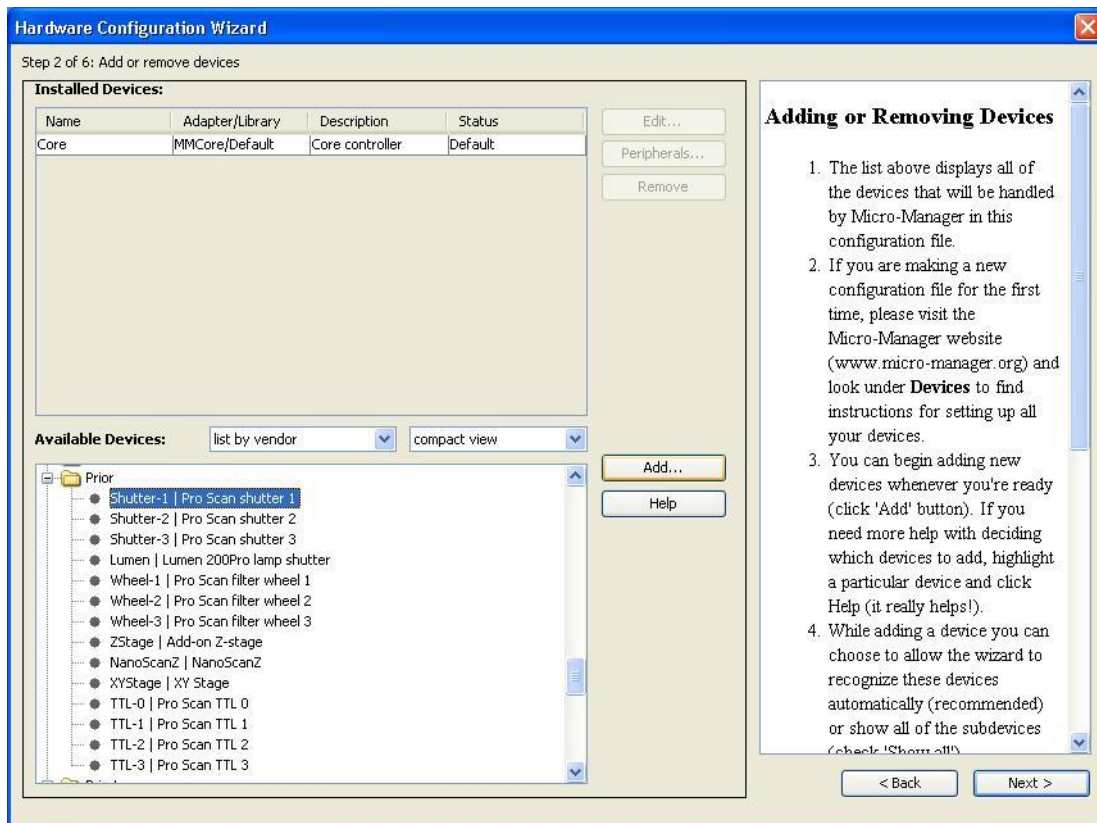 Hardware Configuration Wizard
Step 2 of 6: Add or remove devices
Installed Devices:
Name Adapter/Library Description Status
Core MMCore/Default Core controller Default
Edit...
Peripherals...
Remove
Available Devices: list by vendor compact view
Prior
Shutter-1 | Pro Scan shutter 1
Shutter-2 | Pro Scan shutter 2
Shutter-3 | Pro Scan shutter 3
Lumen | Lumen 200Pro lamp shutter
Wheel-1 | Pro Scan filter wheel 1
Wheel-2 | Pro Scan filter wheel 2
Wheel-3 | Pro Scan filter wheel 3
ZStage | Add-on Z-stage
NanoScanZ | NanoScanZ
XYStage | XY Stage
TTL-0 | Pro Scan TTL 0
TTL-1 | Pro Scan TTL 1
TTL-2 | Pro Scan TTL 2
TTL-3 | Pro Scan TTL 3
Add...
Help
Adding or Removing Devices
1. The list above displays all of
the devices that will be handled
by Micro-Manager in this
configuration file.
2. If you are making a new
configuration file for the first
time, please visit the
Micro-Manager website
(www.micro-manager.org) and
look under Devices to find
instructions for setting up all
your devices.
3. You can begin adding new
devices whenever you're ready
(click 'Add' button). If you
need more help with deciding
which devices to add, highlight
a particular device and click
Help (it really helps!).
4. While adding a device you can
choose to allow the wizard to
recognize these devices
automatically (recommended)
or show all of the subdevices
(check 'Show all')
< Back
Next >